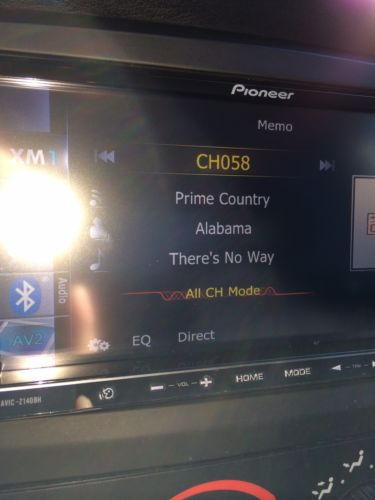 Pioneer
Memo
XM1
CH058
Prime Country
Alabama
There's No Way
Audio
All CH Mode
AV2
EQ
Direct
AVIC-Z140BH
VOL
HOME
MODE